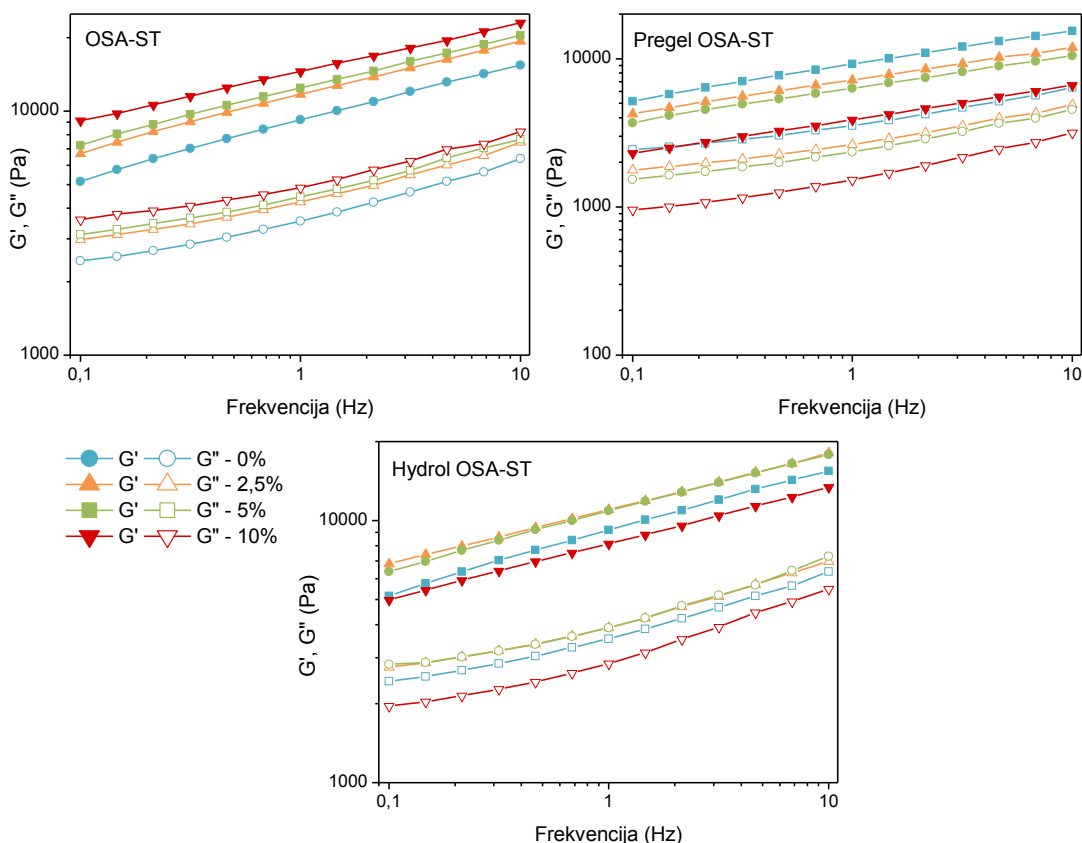 OSA-ST
10000
1000
G', G" (Pa)
0,1
1
10
Frekvencija (Hz)
Pregel OSA-ST
10000
1000
100
G', G" (Pa)
0,1
1
10
Frekvencija (Hz)
G' G" - 0%
G' G" - 2,5%
G' G" - 5%
G' G" - 10%
Hydrol OSA-ST
10000
1000
G', G" (Pa)
0,1
1
10
Frekvencija (Hz)